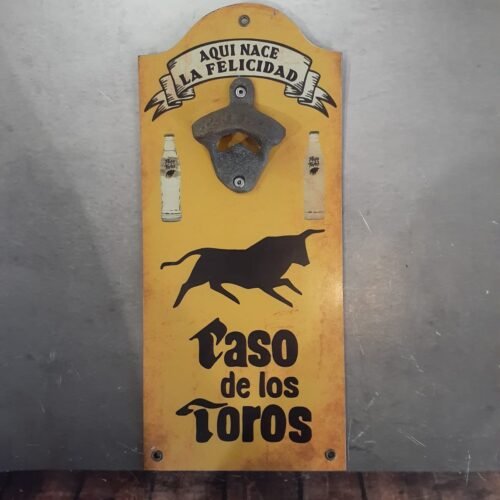 AQUI NACE
LA FELICIDAD
Caso
de los
Toros